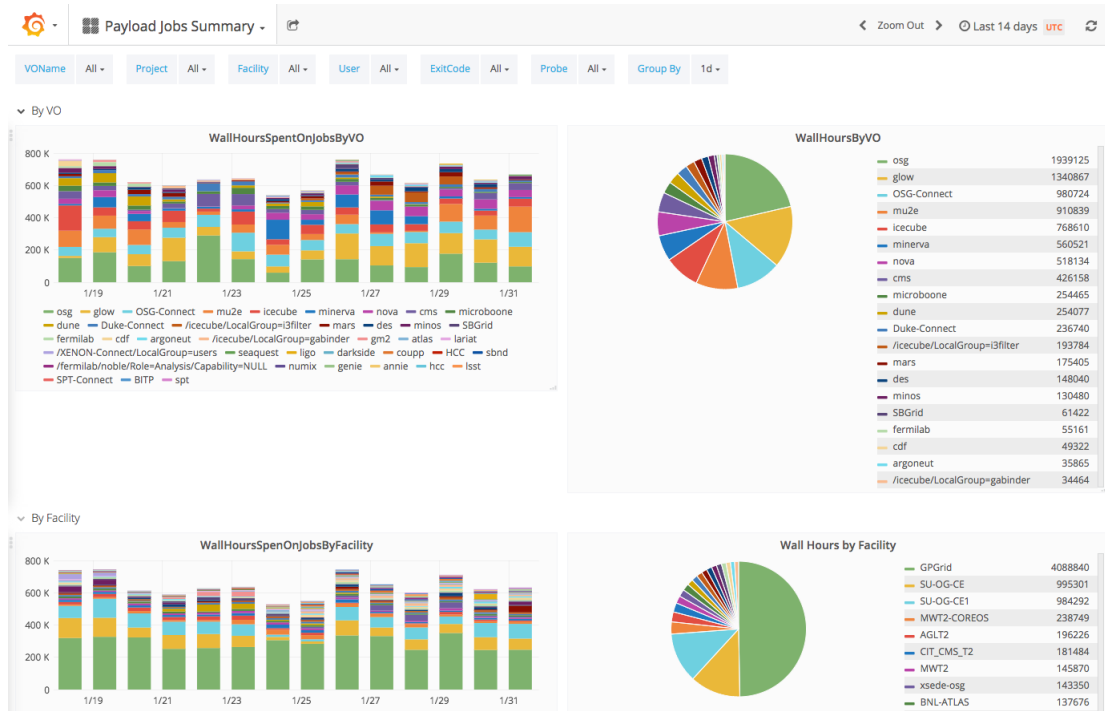 Payload Jobs Summary
Zoom Out
Last 14 days UTC
VOName All Project All Facility All User All ExitCode All Probe All Group By 1d
By VO
WallHoursSpentOnJobsByVO
800 K
600 K
400 K
200 K
0
1/19 1/21 1/23 1/25 1/27 1/29 1/31
osg glow OSG-Connect mu2e icecube minerva nova cms microboone
dune Duke-Connect /icecube/LocalGroup=i3filter mars des minos SBGrid
fermilab cdf argoneut /icecube/LocalGroup=gabinder gm2 atlas lariat
/XENON-Connect/LocalGroup=users seaquest ligo darkside coupp HCC sbnd
/fermilab/noble/Role=Analysis/Capability=NULL numix genie annie hcc lsst
SPT-Connect BITP spt
WallHoursByVO
osg 1939125
glow 1340867
OSG-Connect 980724
mu2e 910839
icecube 768610
minerva 560521
nova 518134
cms 426158
microboone 254465
dune 254077
Duke-Connect 236740
/icecube/LocalGroup=i3filter 193784
mars 175405
des 148040
minos 130480
SBGrid 61422
fermilab 55161
cdf 49322
argoneut 35865
/icecube/LocalGroup=gabinder 34464
By Facility
WallHoursSpenOnJobsByFacility
800 K
600 K
400 K
200 K
0
1/19 1/21 1/23 1/25 1/27 1/29 1/31
Wall Hours by Facility
GPGrid 4088840
SU-OG-CE 995301
SU-OG-CE1 984292
MWT2-COREOS 238749
AGLT2 196226
CIT_CMS_T2 181484
MWT2 145870
xsede-osg 143350
BNL-ATLAS 137676